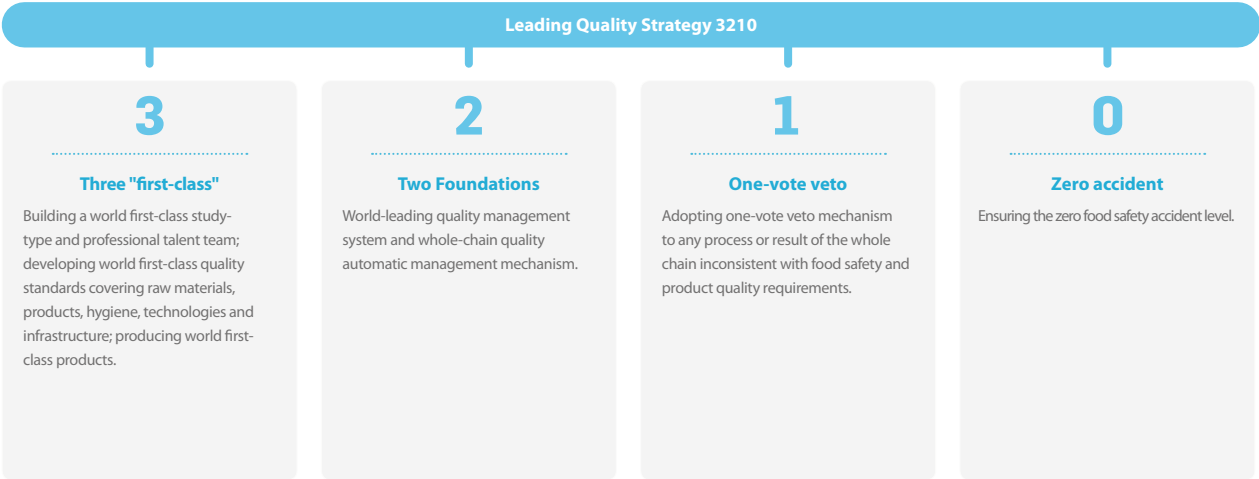 Leading Quality Strategy 3210
3
Three "first-class"
Building a world first-class study-
type and professional talent team;
developing world first-class quality
standards covering raw materials,
products, hygiene, technologies and
infrastructure; producing world first-
class products.
2
Two Foundations
World-leading quality management
system and whole-chain quality
automatic management mechanism.
1
One-vote veto
Adopting one-vote veto mechanism
to any process or result of the whole
chain inconsistent with food safety and
product quality requirements.
0
Zero accident
Ensuring the zero food safety accident level.